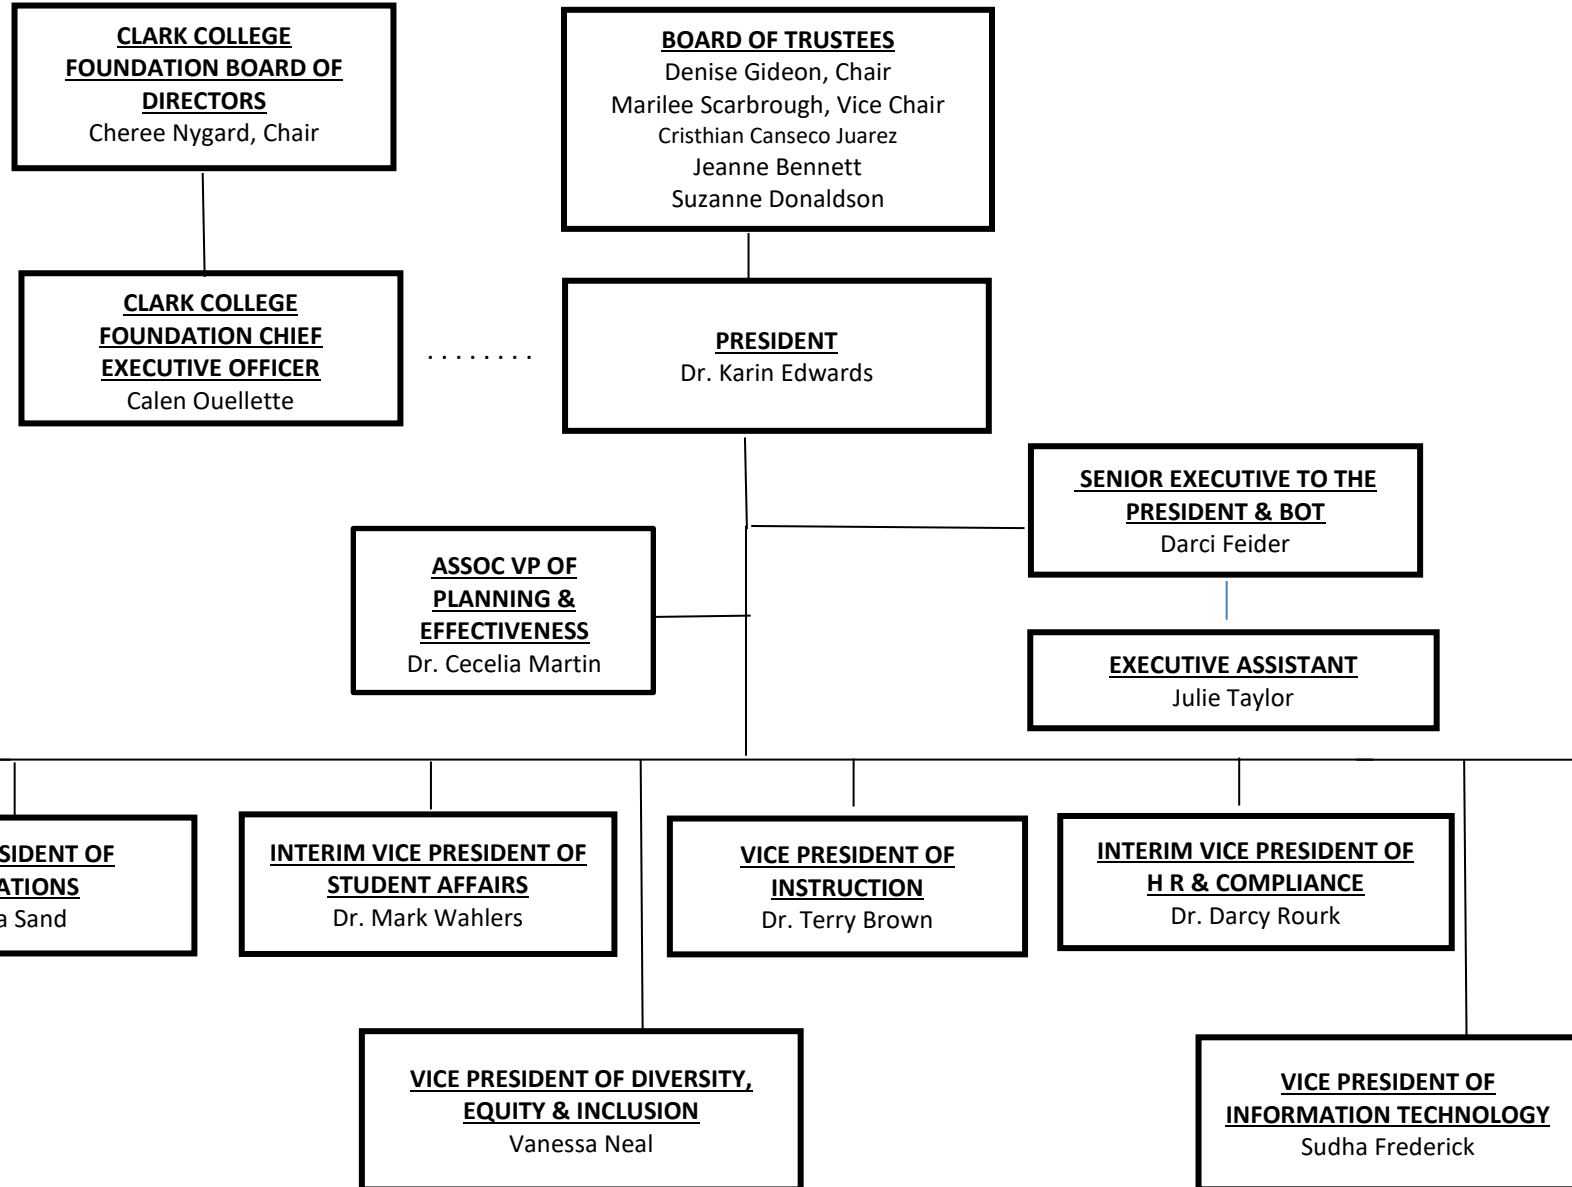 CLARK COLLEGE
FOUNDATION BOARD OF
DIRECTORS
Cheree Nygard, Chair
BOARD OF TRUSTEES
Denise Gideon, Chair
Marilee Scarbrough, Vice Chair
Cristhian Canseco Juarez
Jeanne Bennett
Suzanne Donaldson
CLARK COLLEGE
FOUNDATION CHIEF
EXECUTIVE OFFICER
Calen Ouellette
. . . . . . . .
PRESIDENT
Dr. Karin Edwards
SENIOR EXECUTIVE TO THE
PRESIDENT & BOT
Darci Feider
ASSOC VP OF
PLANNING &
EFFECTIVENESS
Dr. Cecelia Martin
EXECUTIVE ASSISTANT
Julie Taylor
OF
Sand
INTERIM VICE PRESIDENT OF
STUDENT AFFAIRS
Dr. Mark Wahlers
VICE PRESIDENT OF
INSTRUCTION
Dr. Terry Brown
INTERIM VICE PRESIDENT OF
H R & COMPLIANCE
Dr. Darcy Rourk
VICE PRESIDENT OF DIVERSITY,
EQUITY & INCLUSION
Vanessa Neal
VICE PRESIDENT OF
INFORMATION TECHNOLOGY
Sudha Frederick